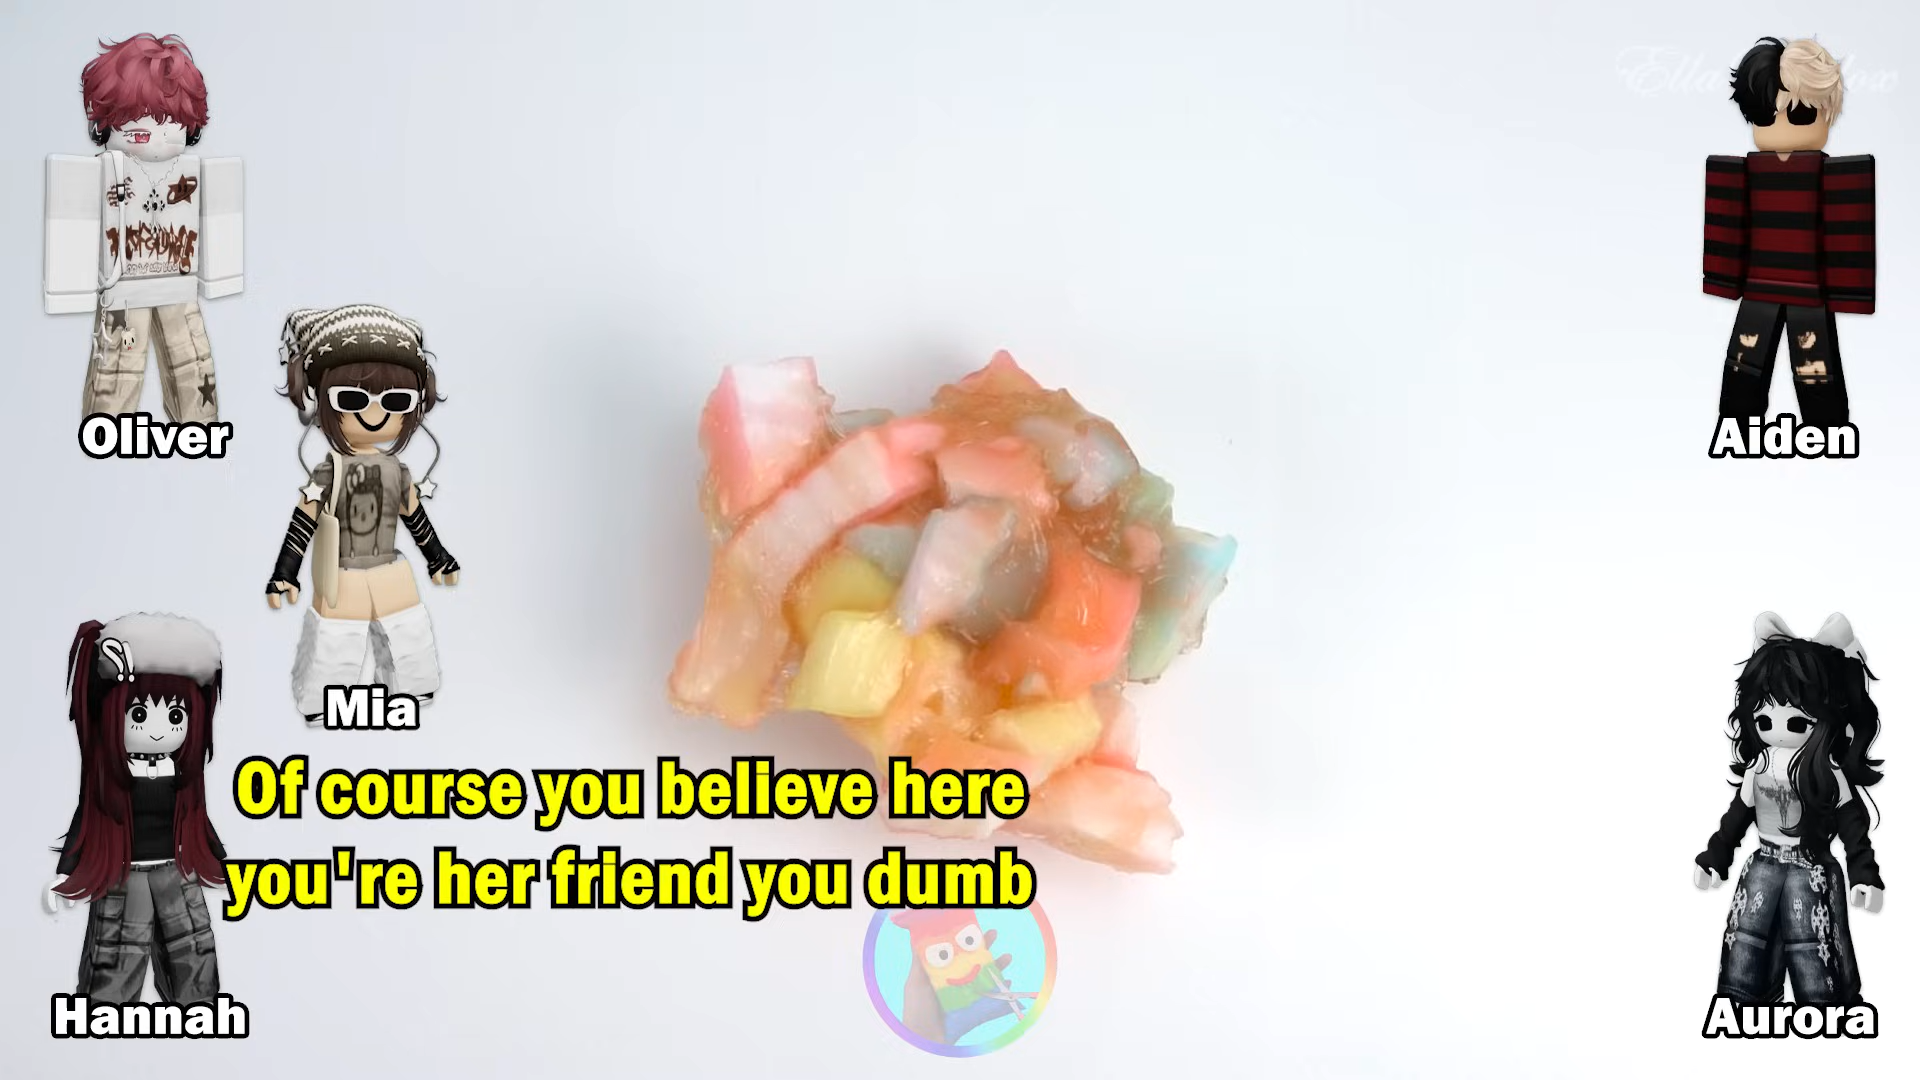 Oliver
Aiden
Mia
Of course you believe here
you're her friend you dumb
Hannah
Aurora